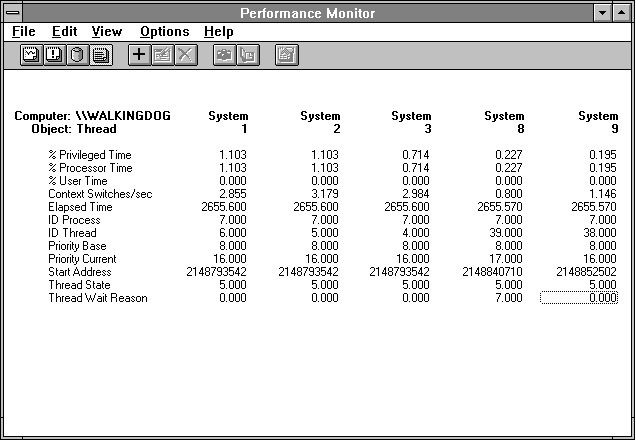 Performance Monitor
File Edit View Options Help
Computer: \\WALKINGDOG System System System System System
Object: Thread 1 2 3 8 9
% Privileged Time 1.103 1.103 0.714 0.227 0.195
% Processor Time 1.103 1.103 0.714 0.227 0.195
% User Time 0.000 0.000 0.000 0.000 0.000
Context Switches/sec 2.855 3.179 2.984 0.800 1.146
Elapsed Time 2655.600 2655.600 2655.600 2655.570 2655.570
ID Process 7.000 7.000 7.000 7.000 7.000
ID Thread 6.000 5.000 4.000 39.000 38.000
Priority Base 8.000 8.000 8.000 8.000 8.000
Priority Current 16.000 16.000 16.000 17.000 16.000
Start Address 2148793542 2148793542 2148793542 2148840710 2148852502
Thread State 5.000 5.000 5.000 5.000 5.000
Thread Wait Reason 0.000 0.000 0.000 7.000 0.000